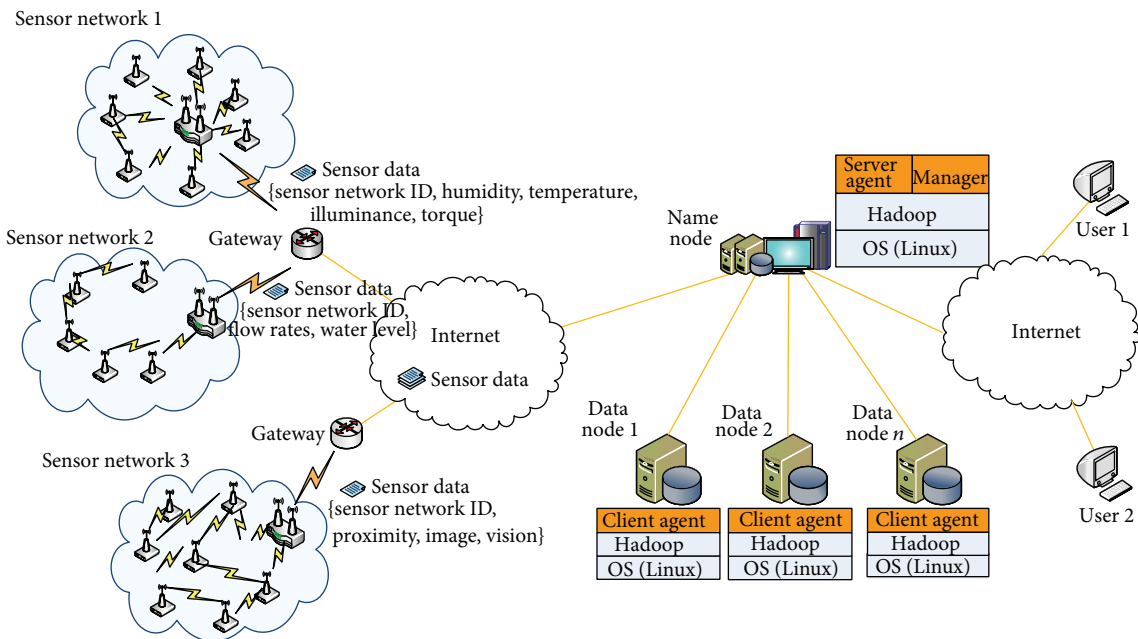 Sensor network 1
Sensor data
{sensor network ID, humidity, temperature,
illuminance, torque}
Gateway
Sensor network 2
Sensor data
{sensor network ID,
flow rates, water level}
Internet
Sensor data
Gateway
Sensor network 3
Sensor data
{sensor network ID,
proximity, image, vision}
Name
node
Server
agent
Manager
Hadoop
OS (Linux)
Data
node 1
Client agent
Hadoop
OS (Linux)
Data
node 2
Client agent
Hadoop
OS (Linux)
Data
node n
Client agent
Hadoop
OS (Linux)
Internet
User 1
User 2